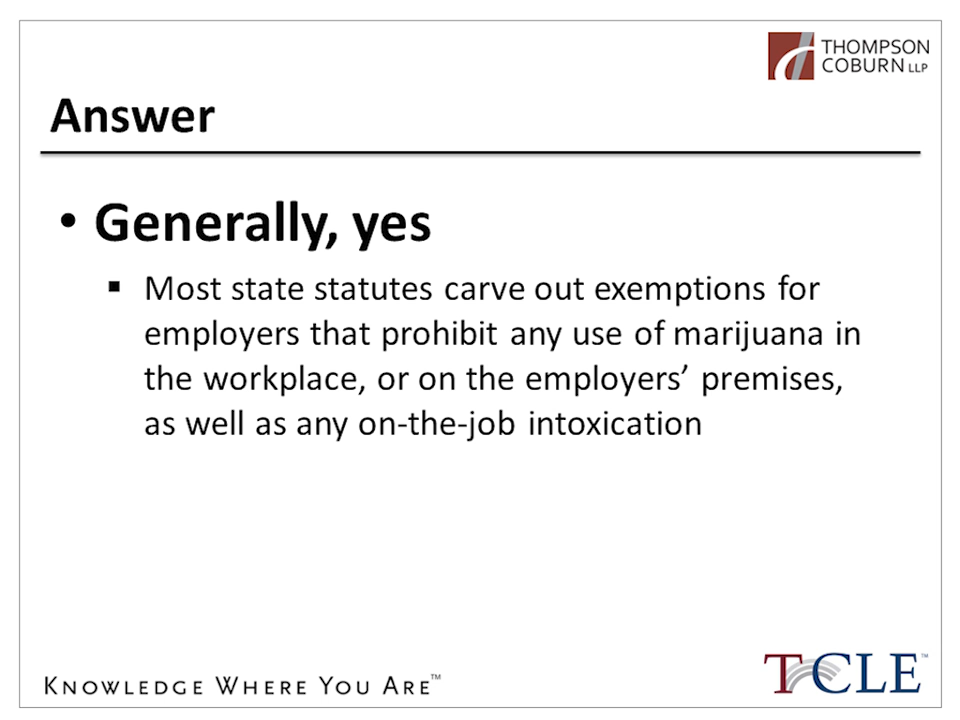 THOMPSON
COBURN LLP
Answer
• Generally, yes
▪ Most state statutes carve out exemptions for
employers that prohibit any use of marijuana in
the workplace, or on the employers’ premises,
as well as any on-the-job intoxication
KNOWLEDGE WHERE YOU ARE™
TCLE™